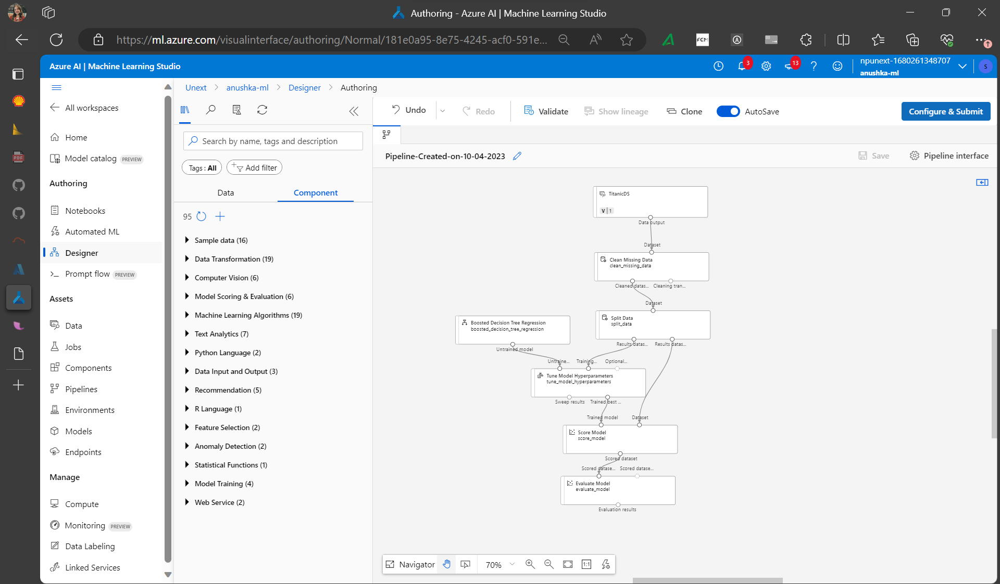 Authoring - Azure AI | Machine Learning Studio
https://ml.azure.com/visualinterface/authoring/Normal/181e0a95-8e75-4245-acf0-591e...
FCM
Azure AI | Machine Learning Studio
3
13
npunext-1680261348707
anushka-ml
S
All workspaces
Home
Model catalog PREVIEW
Authoring
Notebooks
Automated ML
Designer
Prompt flow PREVIEW
Assets
Data
Jobs
Components
Pipelines
Environments
Models
Endpoints
Manage
Compute
Monitoring PREVIEW
Data Labeling
Linked Services
PDF
Unext > anushka-ml > Designer > Authoring
Search by name, tags and description
Tags : All
Add filter
Data
Component
95
Sample data (16)
Data Transformation (19)
Computer Vision (6)
Model Scoring & Evaluation (6)
Machine Learning Algorithms (19)
Text Analytics (7)
Python Language (2)
Data Input and Output (3)
Recommendation (5)
R Language (1)
Feature Selection (2)
Anomaly Detection (2)
Statistical Functions (1)
Model Training (4)
Web Service (2)
Undo
Redo
Validate
Show lineage
Clone
AutoSave
Configure & Submit
Pipeline-Created-on-10-04-2023
Save
Pipeline interface
TitanicDS
V | 1
Data output
Dataset
Clean Missing Data
clean_missing_data
Cleaned datas... Cleaning tran...
Dataset
Split Data
split_data
Results datas... Results datas...
Boosted Decision Tree Regression
boosted_decision_tree_regression
Untrained model
Untraine... Training... Optional...
Tune Model Hyperparameters
tune_model_hyperparameters
Sweep results Trained best ...
Trained model Dataset
Score Model
score_model
Scored dataset
Scored datase... Scored datase...
Evaluate Model
evaluate_model
Evaluation results
Navigator
70%
1:1